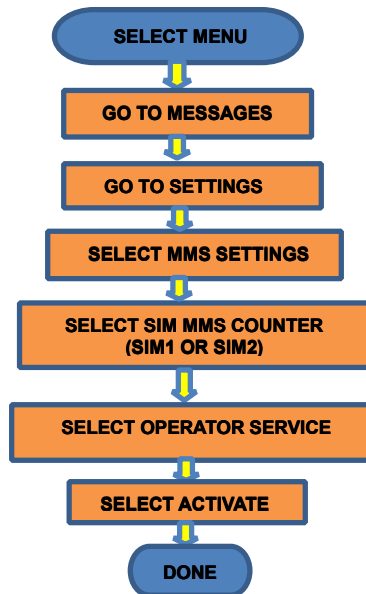 SELECT MENU
GO TO MESSAGES
GO TO SETTINGS
SELECT MMS SETTINGS
SELECT SIM MMS COUNTER
(SIM1 OR SIM2)
SELECT OPERATOR SERVICE
SELECT ACTIVATE
DONE